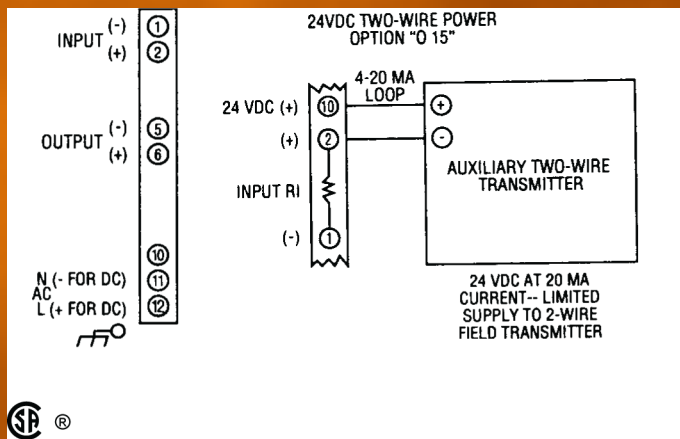 INPUT (-) 1
(+) 2
OUTPUT (-) 5
(+) 6
10
N (- FOR DC) 11
AC
L (+ FOR DC) 12
24VDC TWO-WIRE POWER
OPTION "O 15"
4-20 MA
LOOP
24 VDC (+) 10 +
(+) 2 -
AUXILIARY TWO-WIRE
TRANSMITTER
INPUT RI
(-) 1
24 VDC AT 20 MA
CURRENT-- LIMITED
SUPPLY TO 2-WIRE
FIELD TRANSMITTER
SA ®